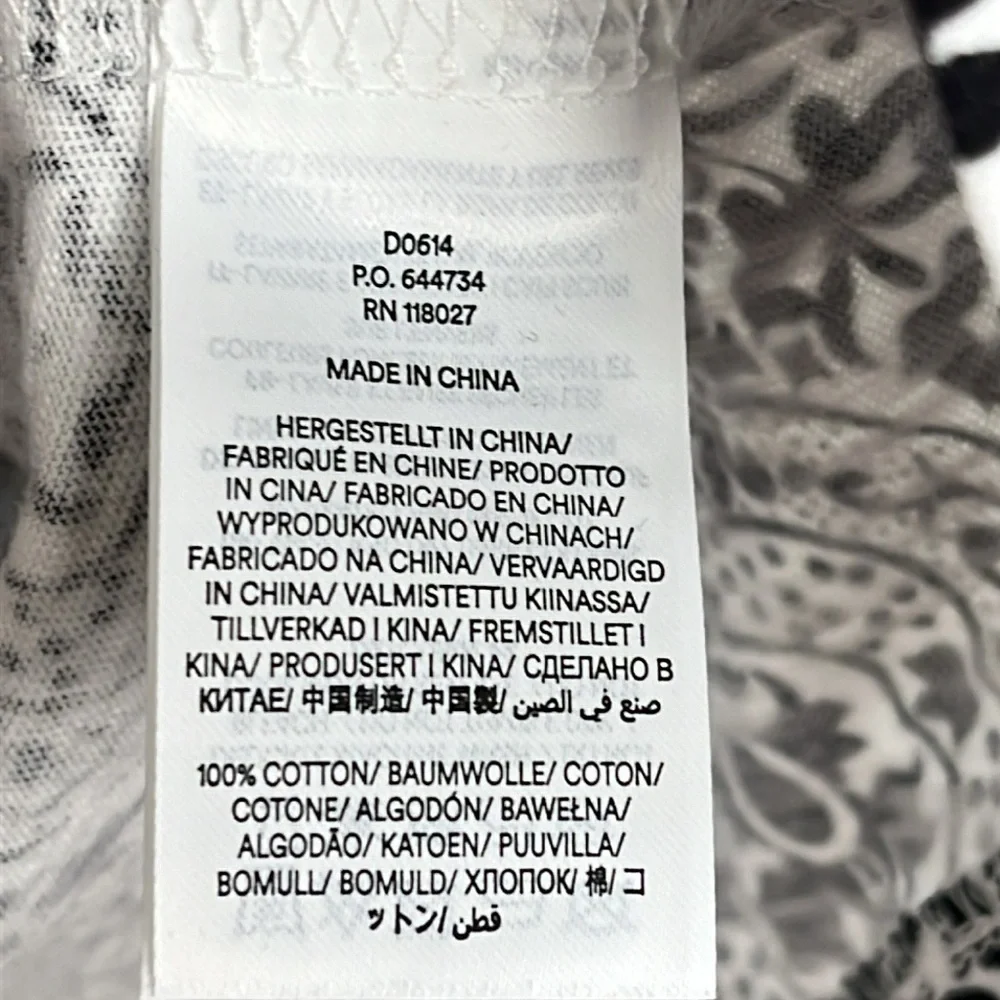 D0614
P.O. 644734
RN 118027
MADE IN CHINA
HERGESTELLT IN CHINA/
FABRIQUÉ EN CHINE/ PRODOTTO
IN CINA/ FABRICADO EN CHINA/
WYPRODUKOWANO W CHINACH/
FABRICADO NA CHINA/ VERVAARDIGD
IN CHINA/ VALMISTETTU KIINASSA/
TILLVERKAD I KINA/ FREMSTILLET I
KINA/ PRODUSERT I KINA/ СДЕЛАНО В
КИТАЕ/ 中国制造/ 中国製/ صنع في الصين
100% COTTON/ BAUMWOLLE/ COTON/
COTONE/ ALGODÓN/ BAWEŁNA/
ALGODÃO/ KATOEN/ PUUVILLA/
BOMULL/ BOMULD/ ХЛОПОК/ 棉/ コ
ットン/ قطن